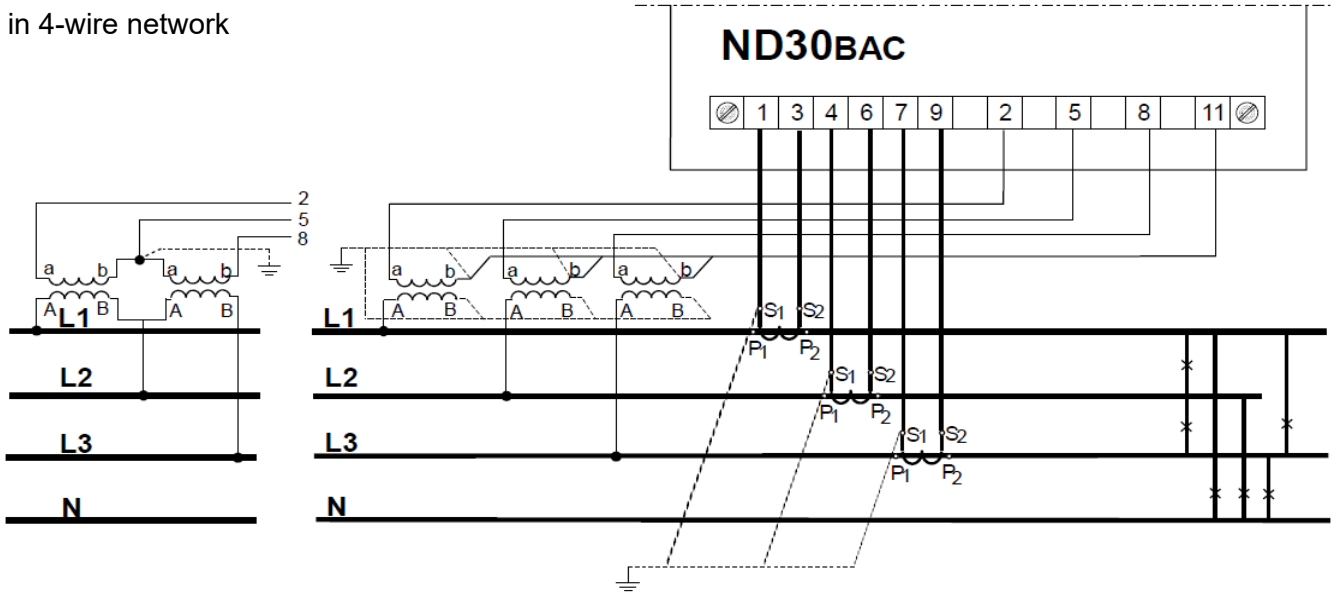 in 4-wire network
ND30BAC
1 3 4 6 7 9 2 5 8 11
2
5
8
a b a b
a b a b a b
A B A B
A B A B A B
L1
L1
S1 S2
P1 P2
L2
L2
S1 S2
P1 P2
L3
L3
S1 S2
P1 P2
N
N